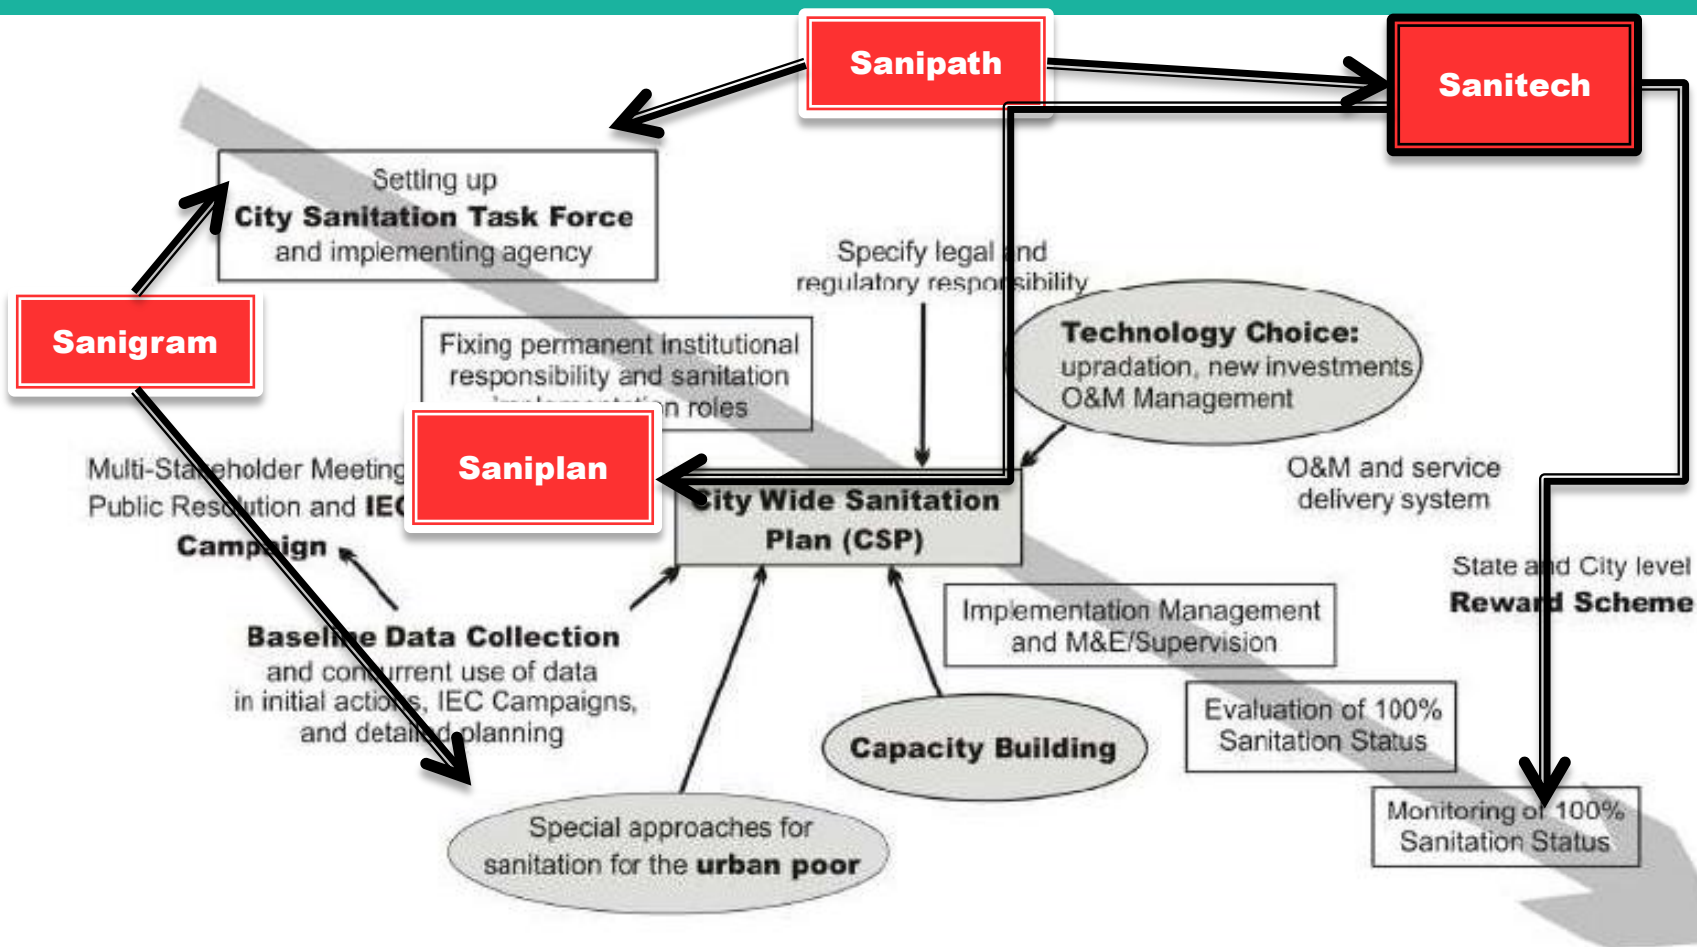 Sanipath
Sanitech
Setting up
City Sanitation Task Force
and implementing agency
Specify legal and
regulatory responsibility
Sanigram
Fixing permanent institutional
responsibility and sanitation
roles
Technology Choice:
upradation, new investments
O&M Management
Saniplan
Multi-Stakeholder Meeting
Public Resolution and IEC
Campaign
City Wide Sanitation
Plan (CSP)
O&M and service
delivery system
State and City level
Reward Scheme
Baseline Data Collection
and concurrent use of data
in initial actions, IEC Campaigns,
and detailed planning
Implementation Management
and M&E/Supervision
Capacity Building
Evaluation of 100%
Sanitation Status
Special approaches for
sanitation for the urban poor
Monitoring of 100%
Sanitation Status